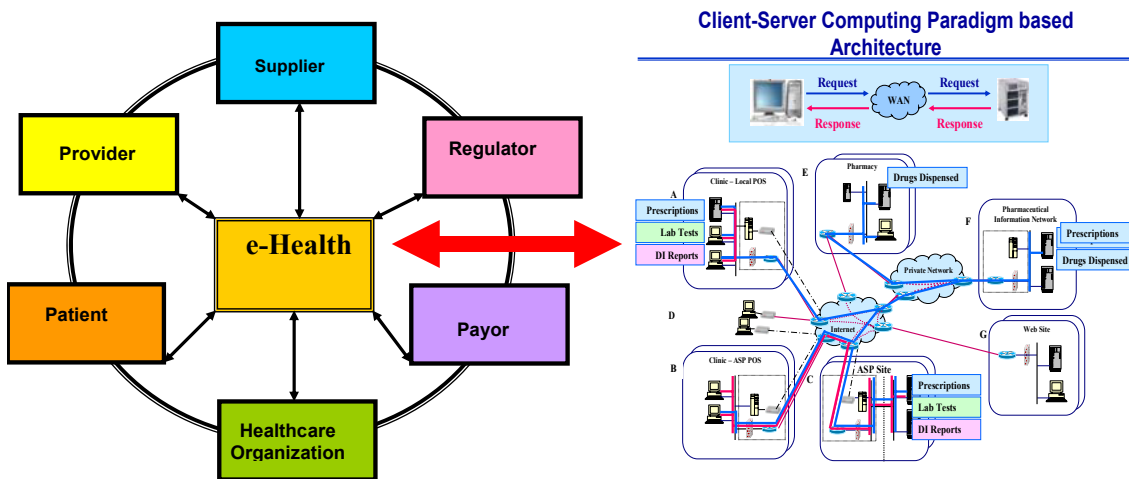 Supplier
Provider
Regulator
e-Health
Patient
Payor
Healthcare
Organization
Client-Server Computing Paradigm based
Architecture
Request
WAN
Request
Response
Response
A
Clinic – Local POS
Prescriptions
Lab Tests
DI Reports
E
Pharmacy
Drugs Dispensed
F
Pharmaceutical
Information Network
Prescriptions
Drugs Dispensed
Private Network
D
Internet
G
Web Site
B
Clinic – ASP POS
C
ASP Site
Prescriptions
Lab Tests
DI Reports